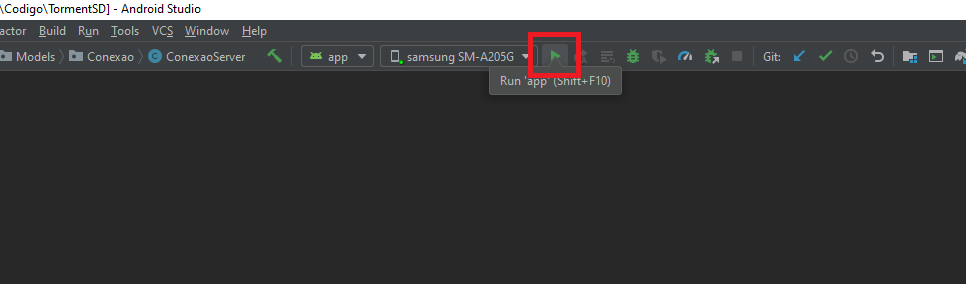 \Codigo\TormentSD] - Android Studio
actor Build Run Tools VCS Window Help
Models Conexao ConexaoServer app samsung SM-A205G Git:
Run 'app' (Shift+F10)